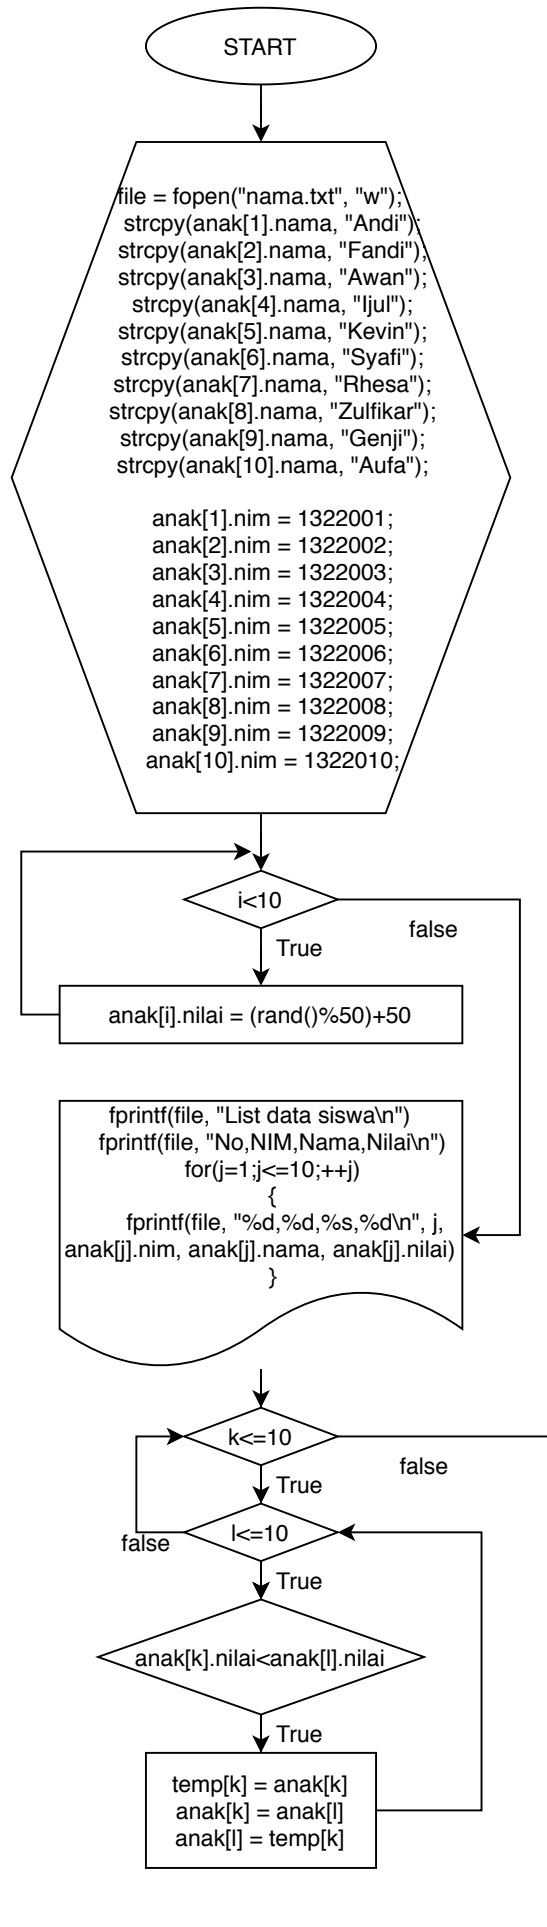 START
file = fopen("nama.txt", "w");
strcpy(anak[1].nama, "Andi");
strcpy(anak[2].nama, "Fandi");
strcpy(anak[3].nama, "Awan");
strcpy(anak[4].nama, "Ijul");
strcpy(anak[5].nama, "Kevin");
strcpy(anak[6].nama, "Syafi");
strcpy(anak[7].nama, "Rhesa");
strcpy(anak[8].nama, "Zulfikar");
strcpy(anak[9].nama, "Genji");
strcpy(anak[10].nama, "Aufa");
anak[1].nim = 1322001;
anak[2].nim = 1322002;
anak[3].nim = 1322003;
anak[4].nim = 1322004;
anak[5].nim = 1322005;
anak[6].nim = 1322006;
anak[7].nim = 1322007;
anak[8].nim = 1322008;
anak[9].nim = 1322009;
anak[10].nim = 1322010;
i<10
false
True
anak[i].nilai = (rand()%50)+50
fprintf(file, "List data siswa\n")
fprintf(file, "No,NIM,Nama,Nilai\n")
for(j=1;j<=10;++j)
{
fprintf(file, "%d,%d,%s,%d\n", j,
anak[j].nim, anak[j].nama, anak[j].nilai)
}
k<=10
false
True
l<=10
false
True
anak[k].nilai<anak[l].nilai
True
temp[k] = anak[k]
anak[k] = anak[l]
anak[l] = temp[k]